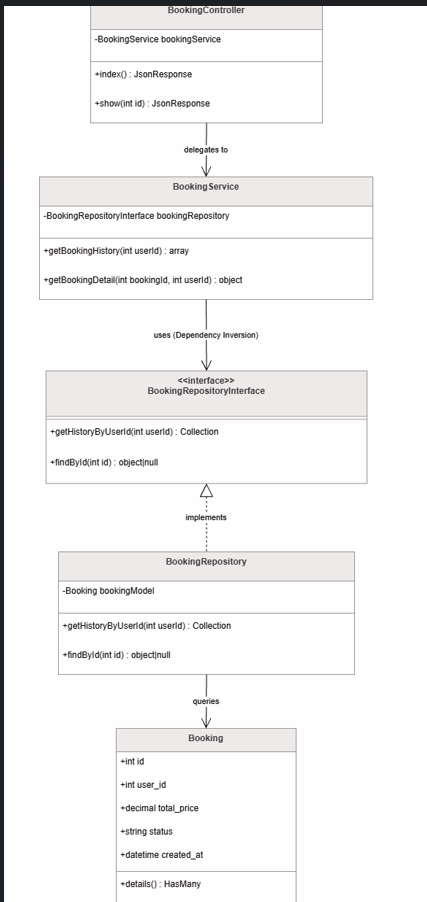 BookingController
-BookingService bookingService
+index() : JsonResponse
+show(int id) : JsonResponse
delegates to
BookingService
-BookingRepositoryInterface bookingRepository
+getBookingHistory(int userId) : array
+getBookingDetail(int bookingId, int userId) : object
uses (Dependency Inversion)
<<interface>>
BookingRepositoryInterface
+getHistoryByUserId(int userId) : Collection
+findById(int id) : object|null
implements
BookingRepository
-Booking bookingModel
+getHistoryByUserId(int userId) : Collection
+findById(int id) : object|null
queries
Booking
+int id
+int user_id
+decimal total_price
+string status
+datetime created_at
+details() : HasMany